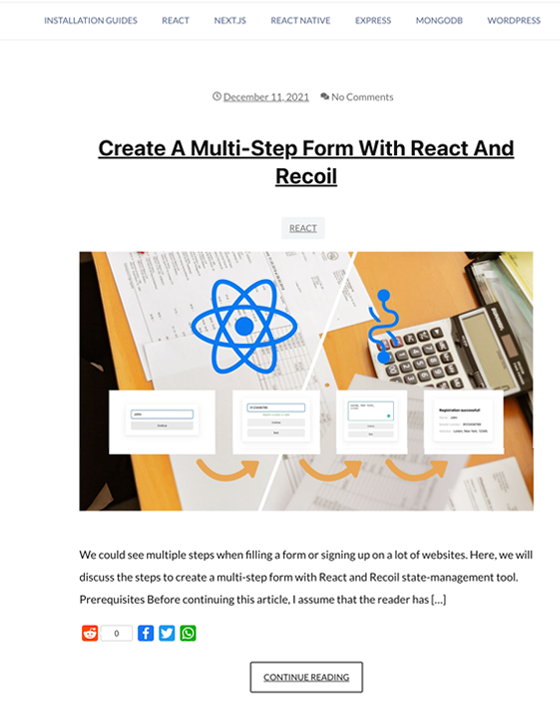 INSTALLATION GUIDES REACT NEXT.JS REACT NATIVE EXPRESS MONGODB WORDPRESS
December 11, 2021 No Comments
Create A Multi-Step Form With React And
Recoil
REACT
John
Continue
Continue
Registration successful!
We could see multiple steps when filling a form or signing up on a lot of websites. Here, we will
discuss the steps to create a multi-step form with React and Recoil state-management tool.
Prerequisites Before continuing this article, I assume that the reader has [...]
0
CONTINUE READING